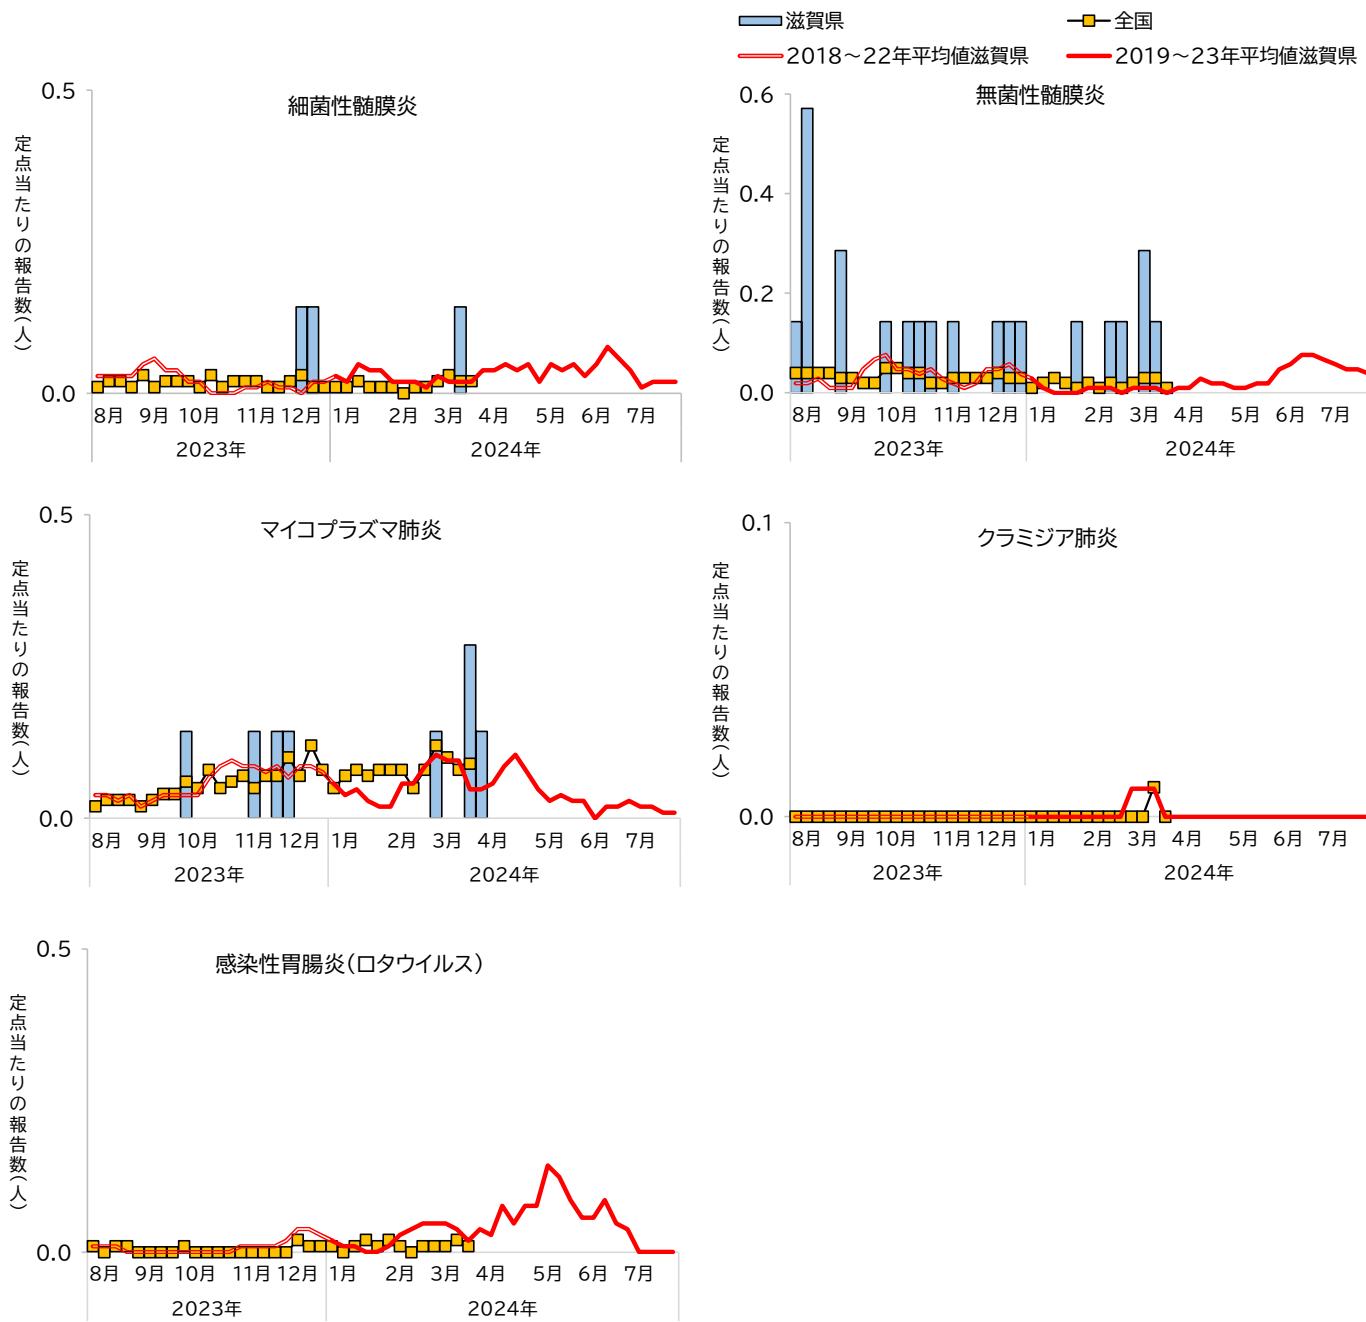 滋賀県
全国
2018～22年平均値滋賀県
2019～23年平均値滋賀県
細菌性髄膜炎
定点当たりの報告数(人)
0.5
0.0
8月 9月 10月 11月 12月 1月 2月 3月 4月 5月 6月 7月
2023年 2024年
無菌性髄膜炎
定点当たりの報告数(人)
0.6
0.4
0.2
0.0
8月 9月 10月 11月 12月 1月 2月 3月 4月 5月 6月 7月
2023年 2024年
マイコプラズマ肺炎
定点当たりの報告数(人)
0.5
0.0
8月 9月 10月 11月 12月 1月 2月 3月 4月 5月 6月 7月
2023年 2024年
クラミジア肺炎
定点当たりの報告数(人)
0.1
0.0
8月 9月 10月 11月 12月 1月 2月 3月 4月 5月 6月 7月
2023年 2024年
感染性胃腸炎(ロタウイルス)
定点当たりの報告数(人)
0.5
0.0
8月 9月 10月 11月 12月 1月 2月 3月 4月 5月 6月 7月
2023年 2024年